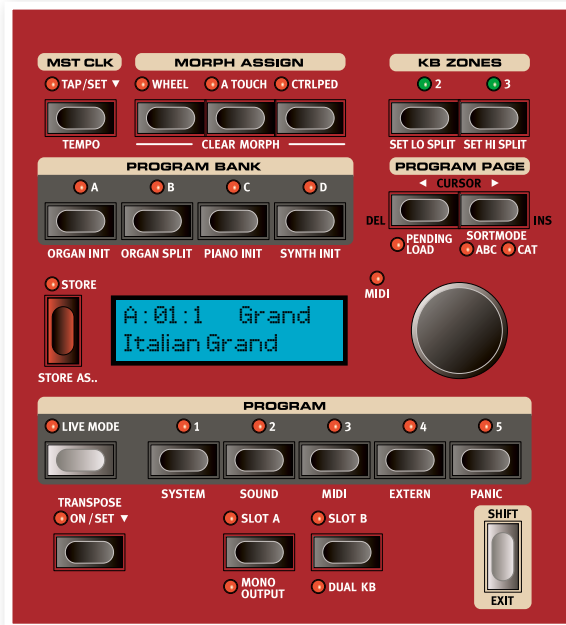 MST CLK MORPH ASSIGN KB ZONES
TAP/SET ▼ WHEEL A TOUCH CTRLPED 2 3
TEMPO CLEAR MORPH SET LO SPLIT SET HI SPLIT
PROGRAM BANK PROGRAM PAGE
A B C D ◄ CURSOR ►
DEL INS
ORGAN INIT ORGAN SPLIT PIANO INIT SYNTH INIT
PENDING LOAD SORTMODE
ABC CAT
STORE MIDI
A:01:1 Grand
Italian Grand
STORE AS..
PROGRAM
LIVE MODE 1 2 3 4 5
SYSTEM SOUND MIDI EXTERN PANIC
TRANSPOSE
ON/SET ▼ SLOT A SLOT B SHIFT
MONO OUTPUT DUAL KB EXIT